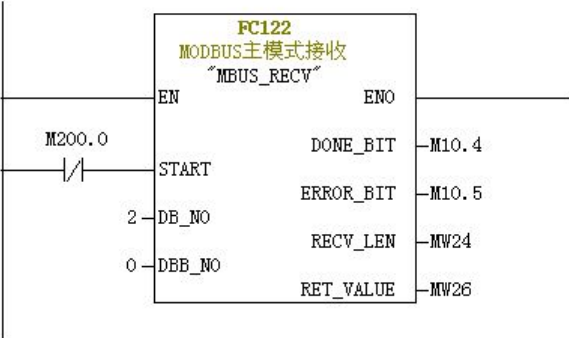 FC122
MODBUS主模式接收
"MBUS_RECV"
EN ENO
M200.0
DONE_BIT M10.4
START
ERROR_BIT M10.5
2 DB_NO
RECV_LEN MW24
0 DBB_NO
RET_VALUE MW26